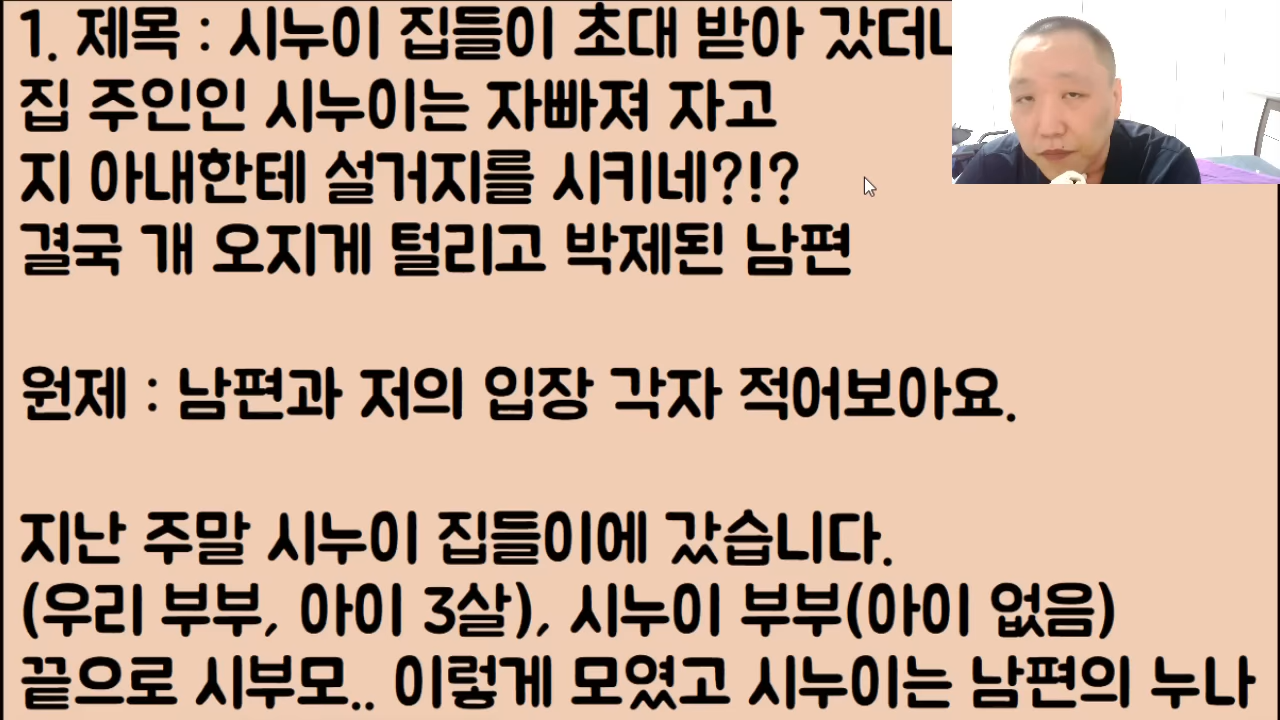 1. 제목 : 시누이 집들이 초대 받아 갔더니
집 주인인 시누이는 자빠져 자고
지 아내한테 설거지를 시키네?!?
결국 개 오지게 털리고 박제된 남편
원제 : 남편과 저의 입장 각자 적어보아요.
지난 주말 시누이 집들이에 갔습니다.
(우리 부부, 아이 3살), 시누이 부부(아이 없음)
끝으로 시부모.. 이렇게 모였고 시누이는 남편의 누나